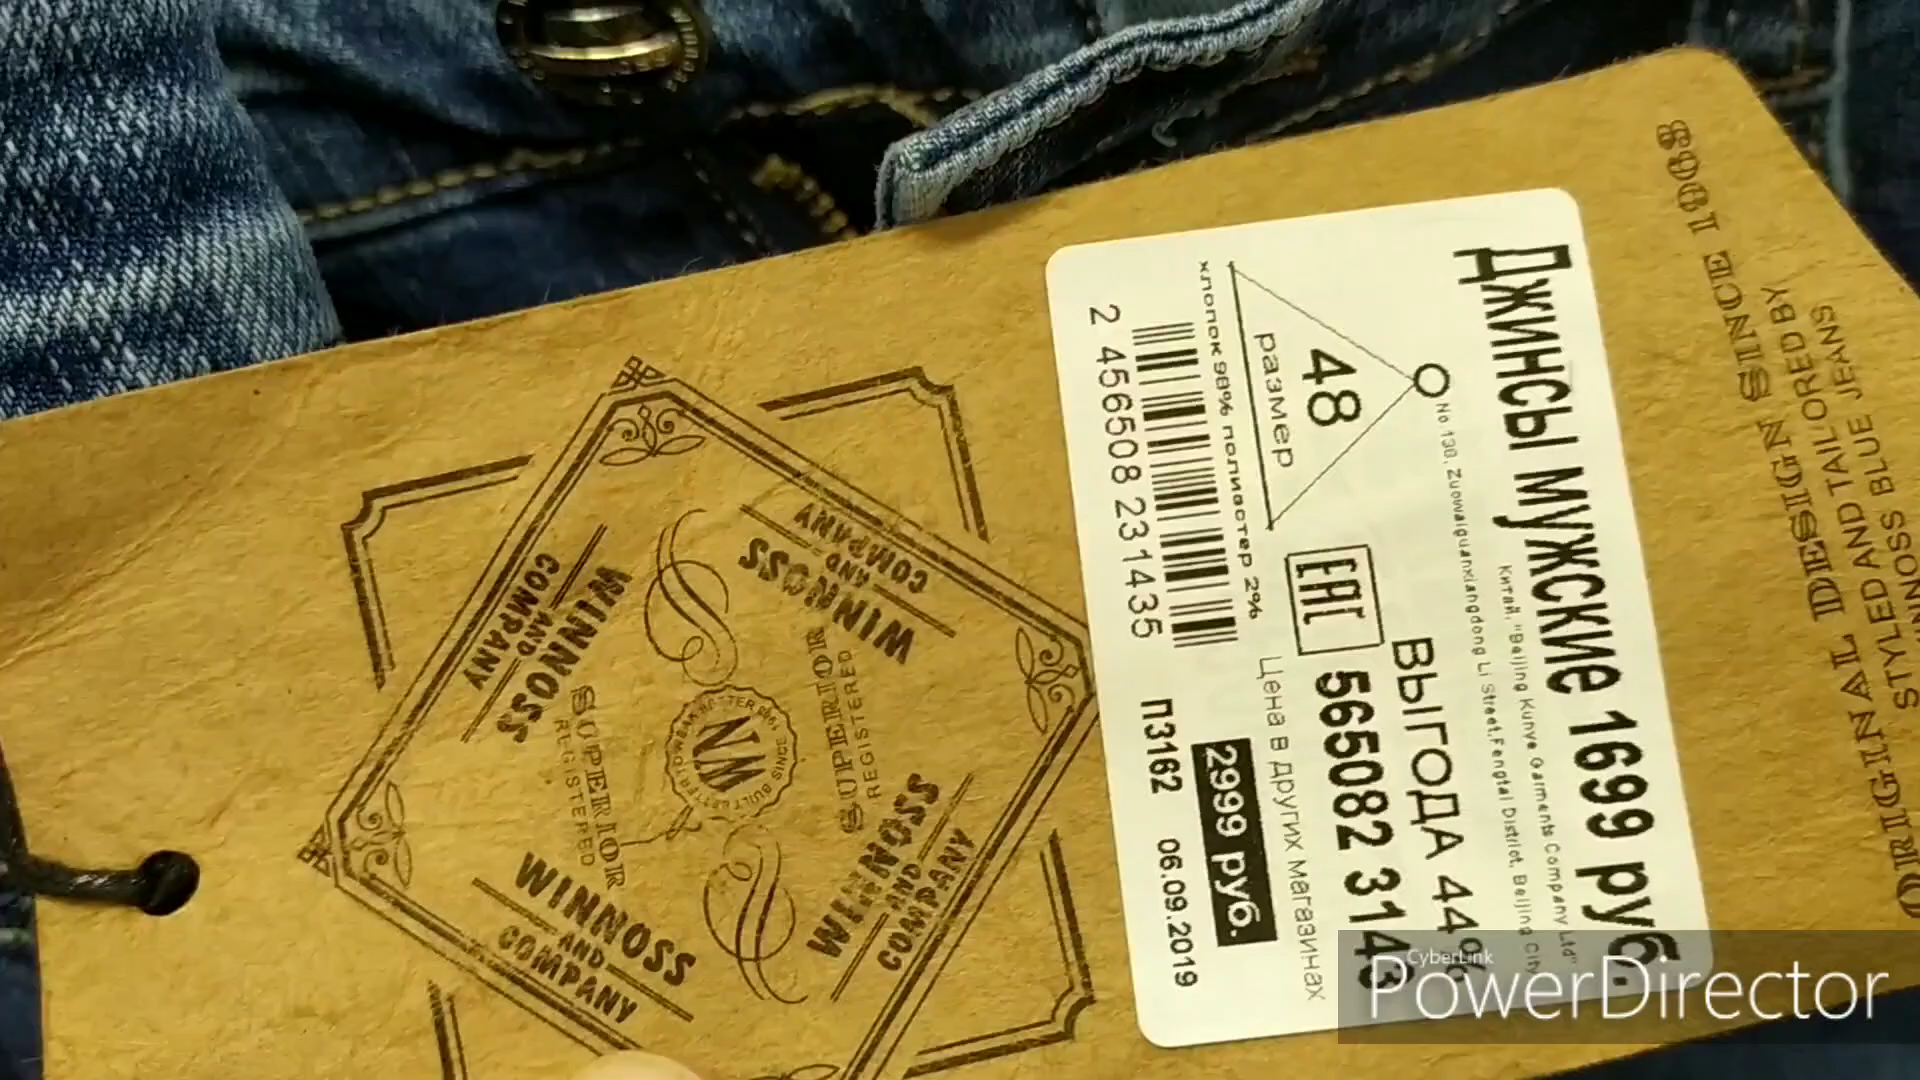 Джинсы мужские 1699 руб.
Китай, "Beijing Kunye Garments Company Ltd"
No 130, Zuowaiguanxiangdong Li Street, Fengtai District, Beijing City
48
размер
ВЫГОДА 44%
ЕАС
565082 3143
Цена в других магазинах
2999 руб.
хлопок 98% полиэстер 2%
2 456508 231435
П3162 06.09.2019
ORIGINAL DESIGN SINCE 1968
STYLED AND TAILORED BY
WINNOSS BLUE JEANS
WINNOSS
AND
COMPANY
WINNOSS
AND
COMPANY
WINNOSS
AND
COMPANY
WINNOSS
AND
COMPANY
SUPERIOR
REGISTERED
SUPERIOR
REGISTERED
CyberLink
PowerDirector